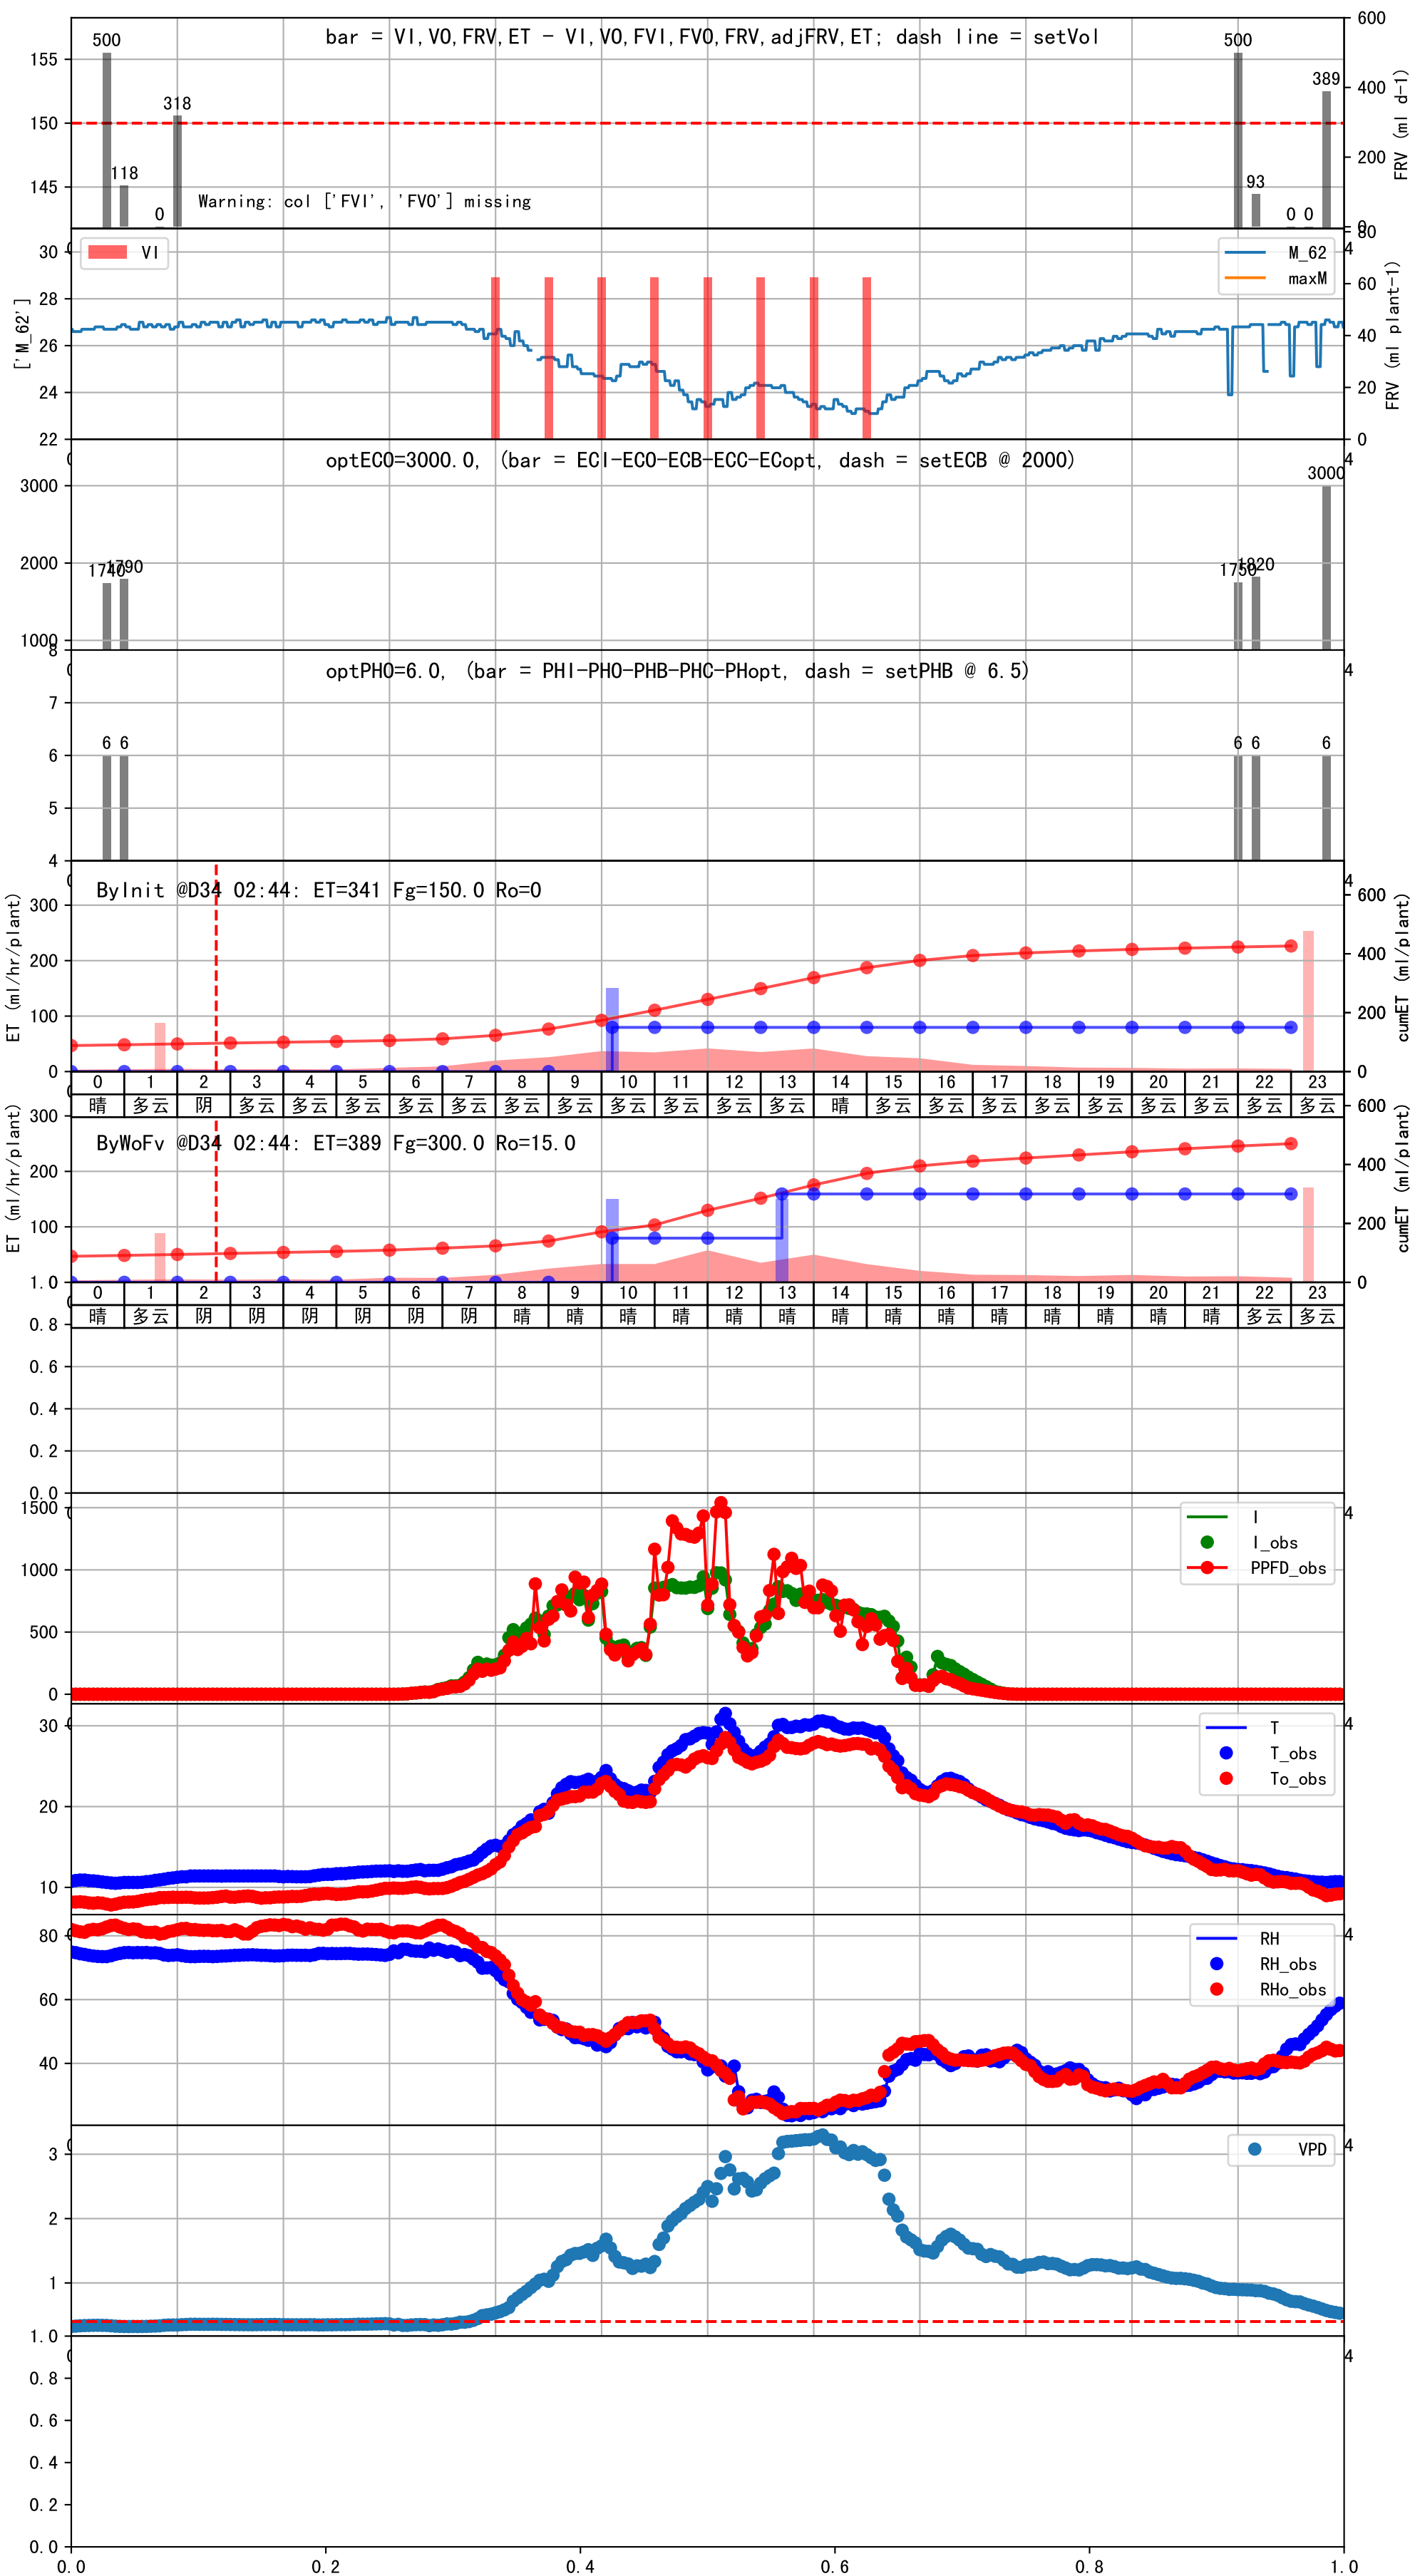 bar = VI,VO,FRV,ET - VI,VO,FVI,FVO,FRV,adjFRV,ET; dash line = setVol
500
118
0
318
500
93
0 0
389
155
150
145
600
400
200
0
FRV (ml d-1)
Warning: col ['FVI', 'FVO'] missing
VI
M_62
maxM
['M_62']
30
28
26
24
22
80
60
40
20
0
FRV (ml plant-1)
optECO=3000.0, (bar = ECI-ECO-ECB-ECC-ECopt, dash = setECB @ 2000)
3000
2000
1000
1740
1790
1750
1820
3000
optPHO=6.0, (bar = PHI-PHO-PHB-PHC-PHopt, dash = setPHB @ 6.5)
8
7
6
5
4
6 6
6 6
6
ByInit @D34 02:44: ET=341 Fg=150.0 Ro=0
ET (ml/hr/plant)
300
200
100
0
600
400
200
0
cumET (ml/plant)
0 1 2 3 4 5 6 7 8 9 10 11 12 13 14 15 16 17 18 19 20 21 22 23
晴 多云 阴 多云 多云 多云 多云 多云 多云 多云 多云 多云 多云 多云 晴 多云 多云 多云 多云 多云 多云 多云 多云 多云
ByWoFv @D34 02:44: ET=389 Fg=300.0 Ro=15.0
ET (ml/hr/plant)
300
200
100
600
400
200
0
cumET (ml/plant)
0 1 2 3 4 5 6 7 8 9 10 11 12 13 14 15 16 17 18 19 20 21 22 23
晴 多云 阴 阴 阴 阴 阴 阴 晴 晴 晴 晴 晴 晴 晴 晴 晴 晴 晴 晴 晴 晴 多云 多云
1.0
0.8
0.6
0.4
0.2
0.0
1500
1000
500
0
I
I_obs
PPFD_obs
30
20
10
T
T_obs
To_obs
80
60
40
RH
RH_obs
RHo_obs
3
2
1
VPD
1.0
0.8
0.6
0.4
0.2
0.0
0.0 0.2 0.4 0.6 0.8 1.0